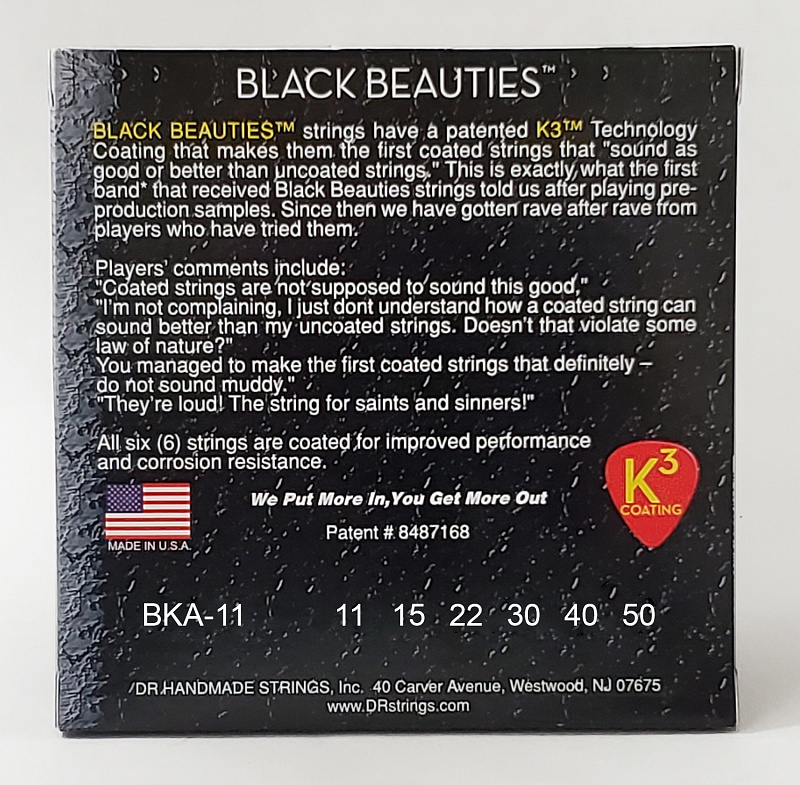 BLACK BEAUTIES™
BLACK BEAUTIES™ strings have a patented K3™ Technology
Coating that makes them the first coated strings that "sound as
good or better than uncoated strings." This is exactly what the first
band* that received Black Beauties strings told us after playing pre-
production samples. Since then we have gotten rave after rave from
players who have tried them.
Players' comments include:
"Coated strings are not supposed to sound this good,"
"I'm not complaining, I just dont understand how a coated string can
sound better than my uncoated strings. Doesn't that violate some
law of nature?"
You managed to make the first coated strings that definitely –
do not sound muddy."
"They're loud! The string for saints and sinners!"
All six (6) strings are coated for improved performance
and corrosion resistance.
K3
COATING
We Put More In,You Get More Out
Patent # 8487168
MADE IN U.S.A.
BKA-11 11 15 22 30 40 50
DR HANDMADE STRINGS, Inc. 40 Carver Avenue, Westwood, NJ 07675
www.DRstrings.com